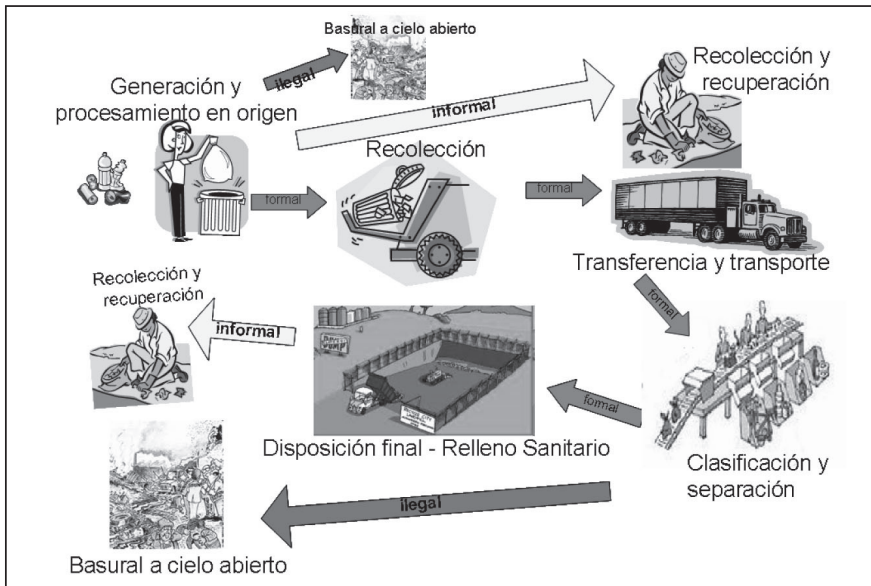 Basural a cielo abierto
ilegal
Generación y
procesamiento en origen
informal
Recolección y
recuperación
Recolección
formal
formal
Transferencia y transporte
formal
Recolección y
recuperación
informal
formal
Disposición final - Relleno Sanitario
Clasificación y
separación
ilegal
Basural a cielo abierto